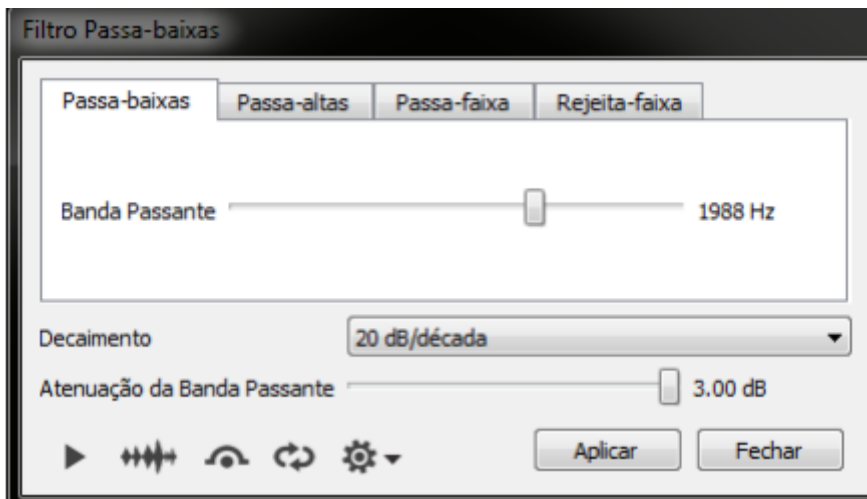 Filtro Passa-baixas
Passa-baixas Passa-altas Passa-faixa Rejeita-faixa
Banda Passante 1988 Hz
Decaimento 20 dB/década
Atenuação da Banda Passante 3.00 dB
Aplicar Fechar